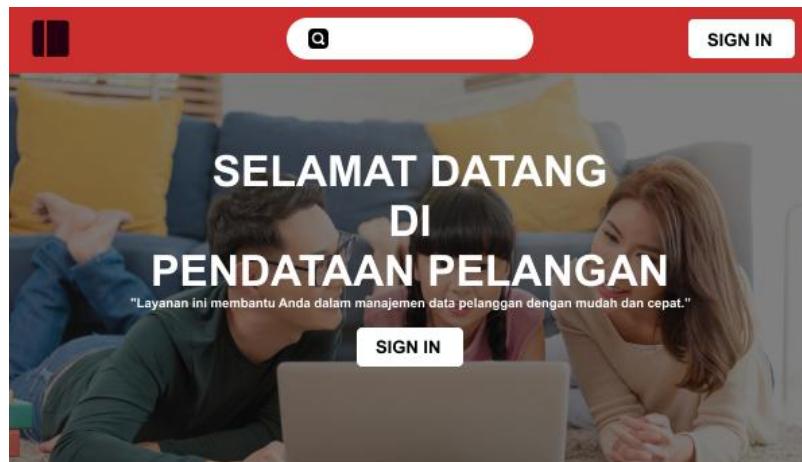 SIGN IN
SELAMAT DATANG
DI
PENDATAAN PELANGAN
"Layanan ini membantu Anda dalam manajemen data pelanggan dengan mudah dan cepat."
SIGN IN